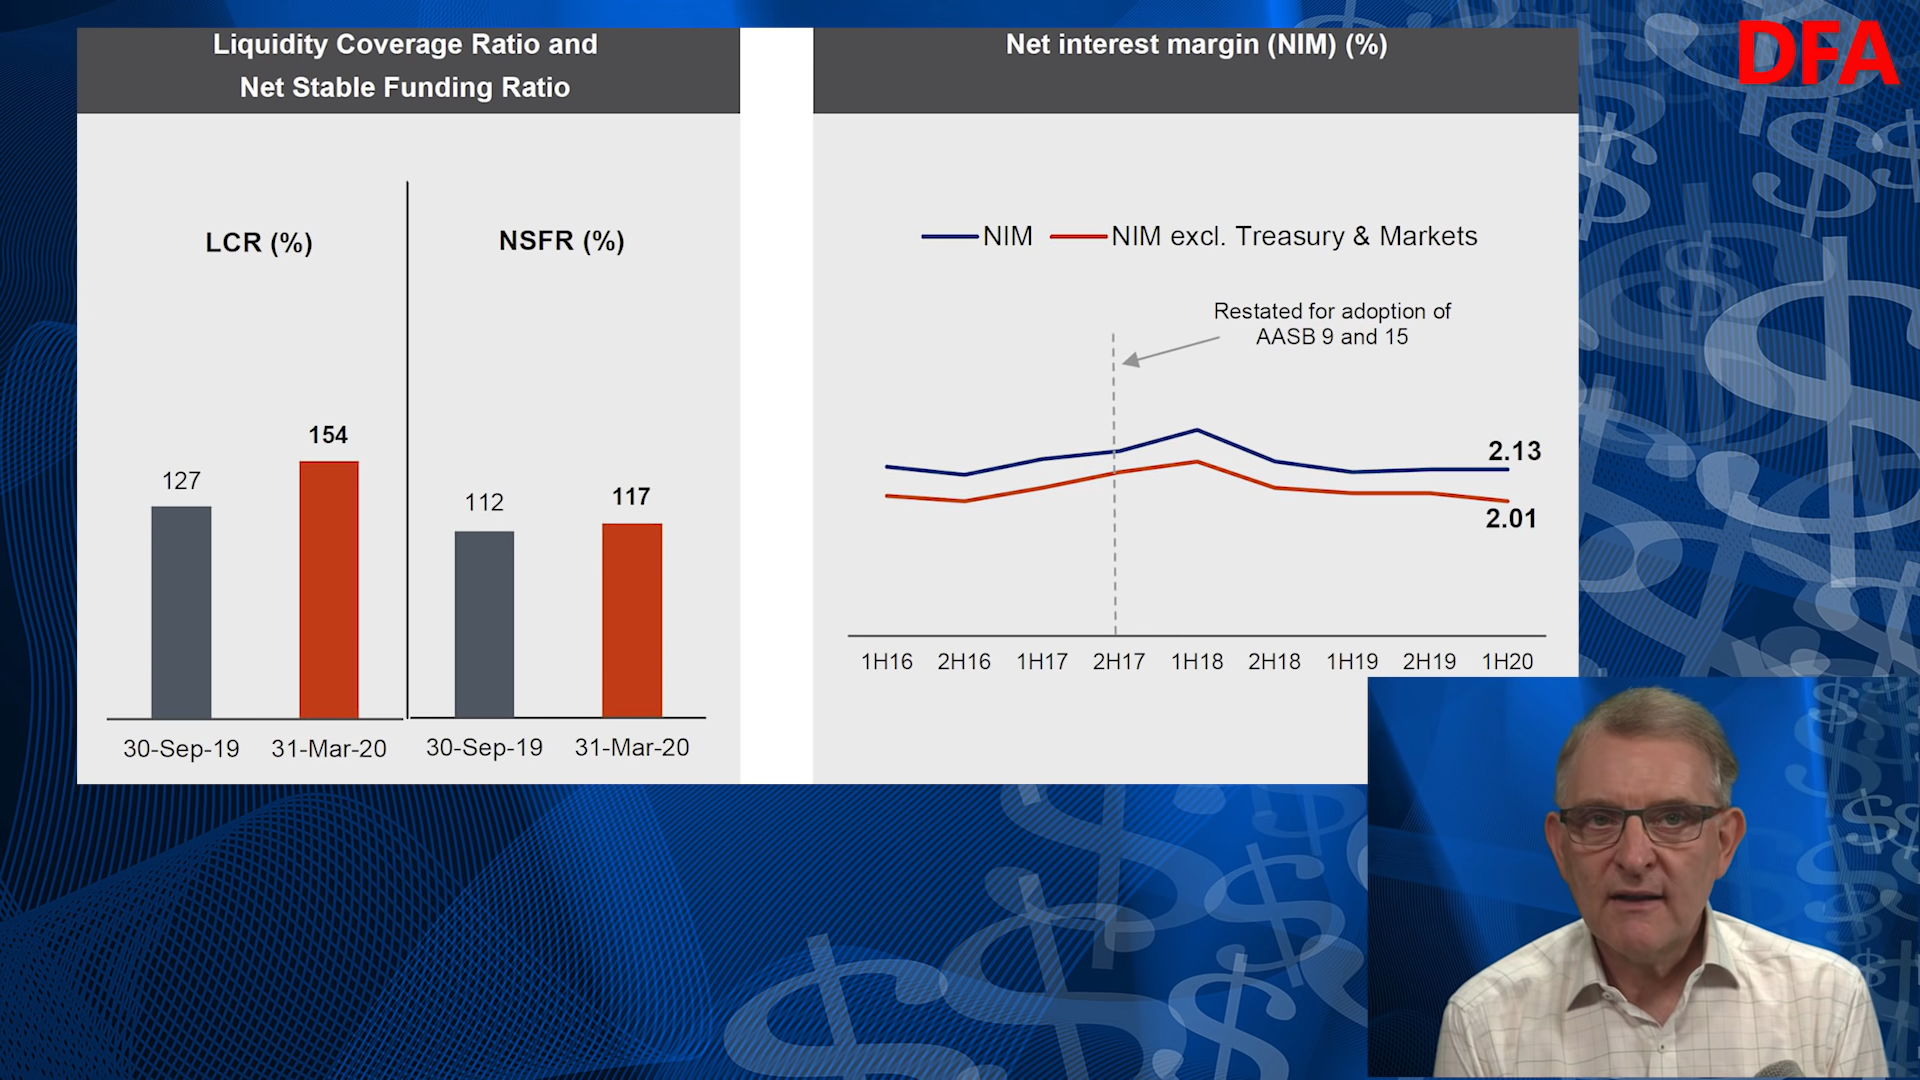 Liquidity Coverage Ratio and
Net Stable Funding Ratio
LCR (%)
NSFR (%)
127
154
112
117
30-Sep-19
31-Mar-20
30-Sep-19
31-Mar-20
Net interest margin (NIM) (%)
NIM
NIM excl. Treasury & Markets
Restated for adoption of
AASB 9 and 15
2.13
2.01
1H16 2H16 1H17 2H17 1H18 2H18 1H19 2H19 1H20
DFA